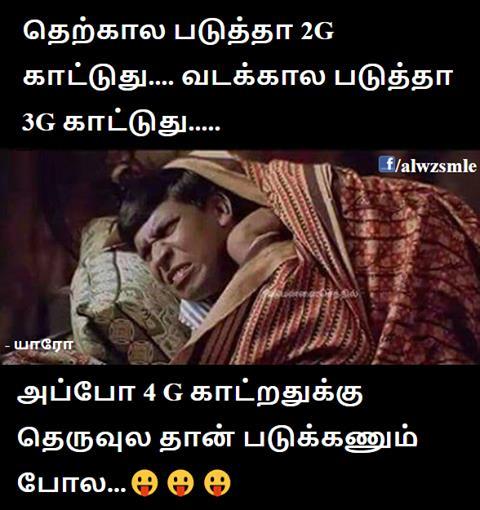 தெற்கால படுத்தா 2G
காட்டுது.... வடக்கால படுத்தா
3G காட்டுது.....
f/alwzsmle
- யாரோ
அப்போ 4 G காட்றதுக்கு
தெருவுல தான் படுக்கணும்
போல...😛😛😛